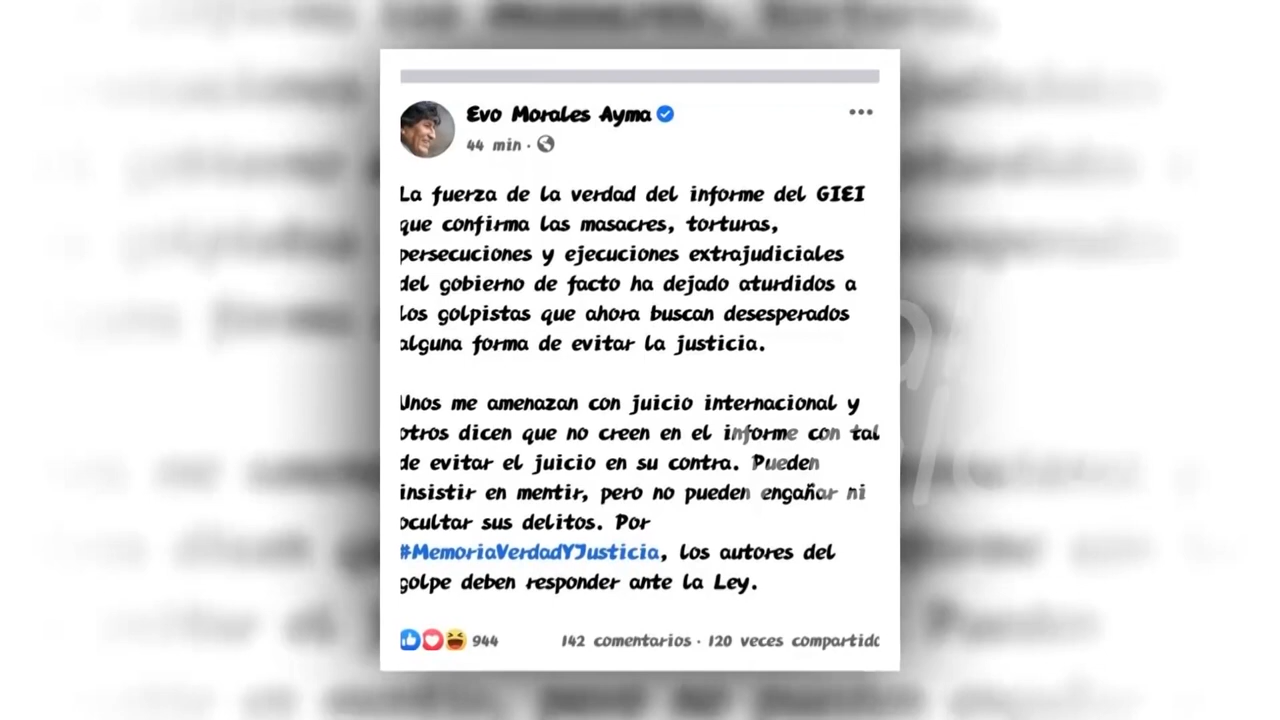 Evo Morales Ayma
44 min ·
La fuerza de la verdad del informe del GIEI
que confirma las masacres, torturas,
persecuciones y ejecuciones extrajudiciales
del gobierno de facto ha dejado aturdidos a
los golpistas que ahora buscan desesperados
alguna forma de evitar la justicia.
Unos me amenazan con juicio internacional y
otros dicen que no creen en el informe con tal
de evitar el juicio en su contra. Pueden
insistir en mentir, pero no pueden engañar ni
ocultar sus delitos. Por
#MemoriaVerdadYJusticia, los autores del
golpe deben responder ante la Ley.
944 142 comentarios · 120 veces compartido